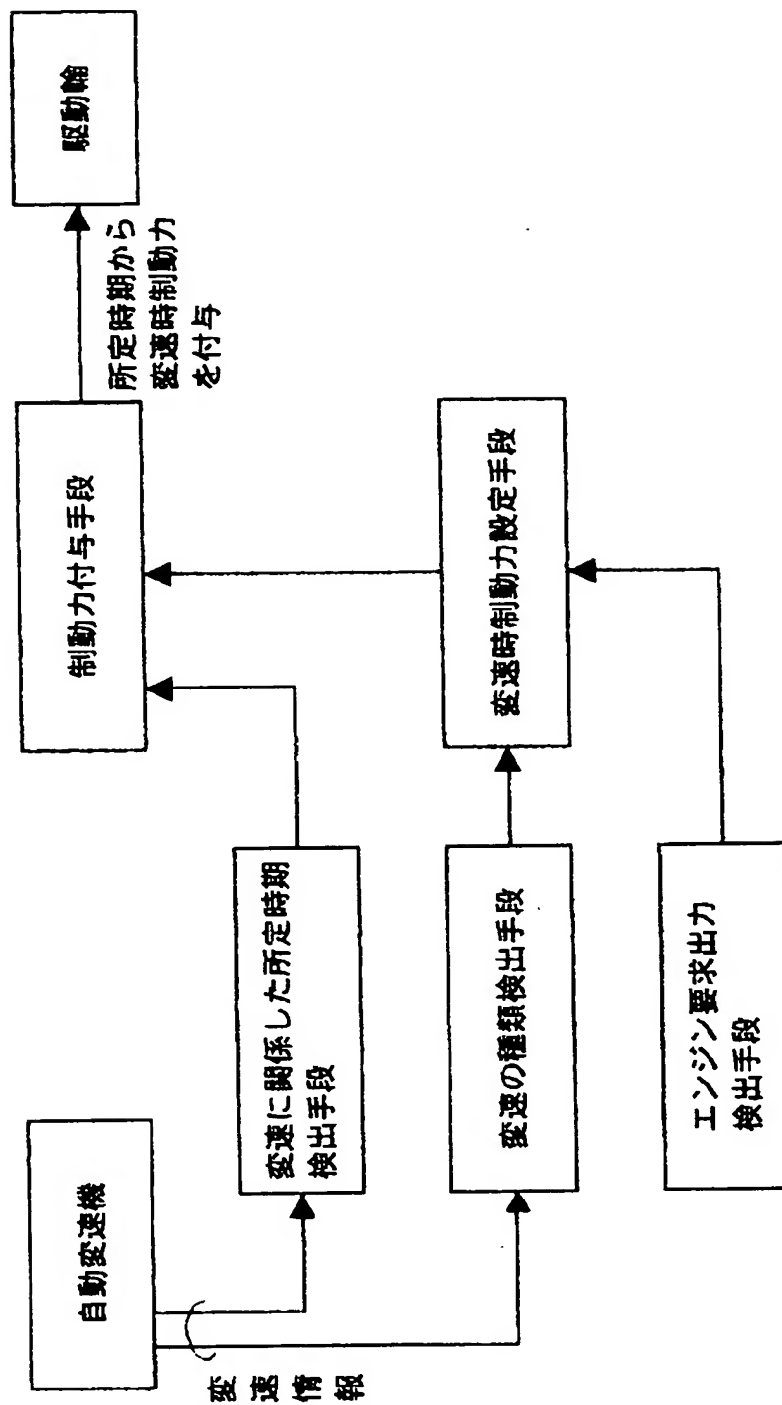 自動変速機
変速情報
変速に関係した所定時期
検出手段
変速の種類検出手段
エンジン要求出力
検出手段
制動力付与手段
変速時制動力設定手段
所定時期から
変速時制動力
を付与
駆動輪